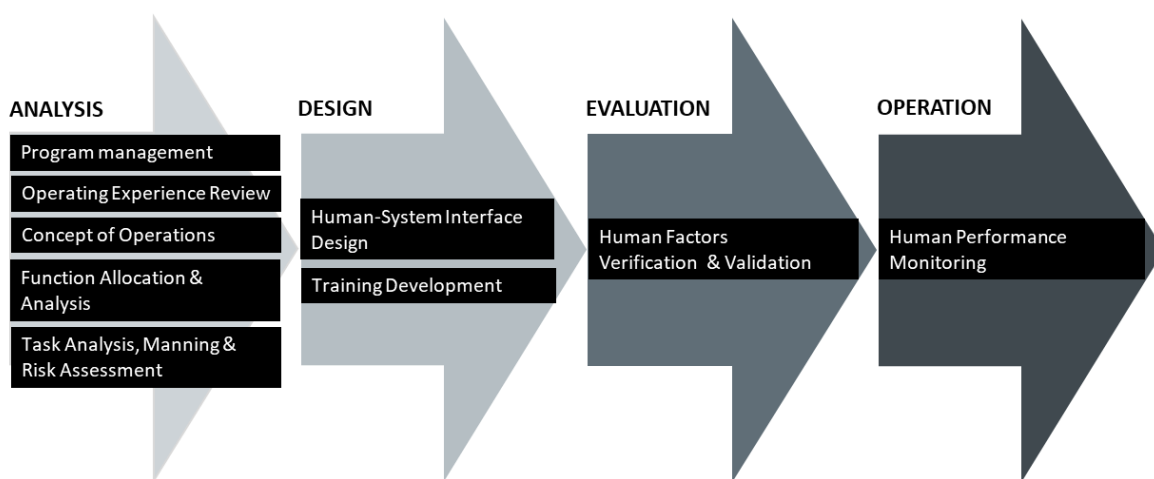 ANALYSIS
Program management
Operating Experience Review
Concept of Operations
Function Allocation &
Analysis
Task Analysis, Manning &
Risk Assessment
DESIGN
Human-System Interface
Design
Training Development
EVALUATION
Human Factors
Verification & Validation
OPERATION
Human Performance
Monitoring